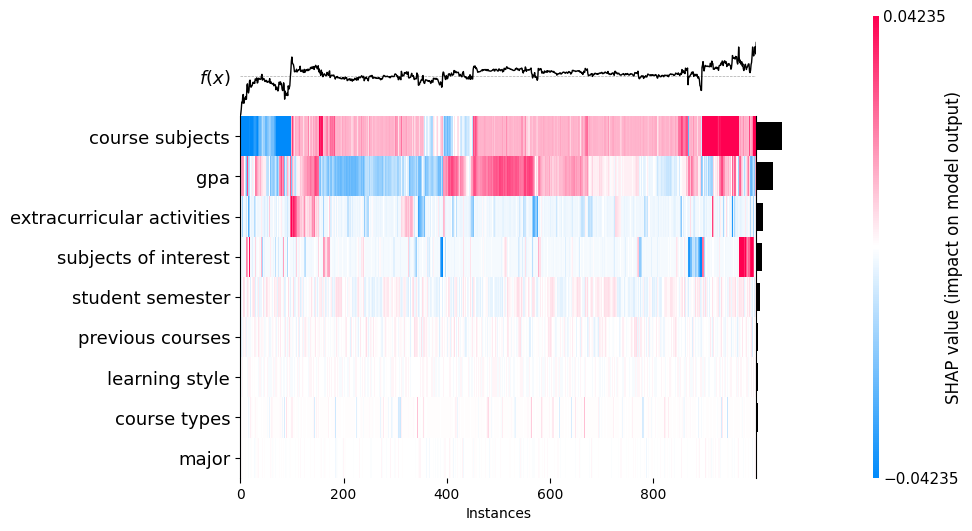 0.04235
f(x)
course subjects
gpa
extracurricular activities
subjects of interest
student semester
previous courses
learning style
course types
major
0 200 400 600 800
Instances
SHAP value (impact on model output)
−0.04235